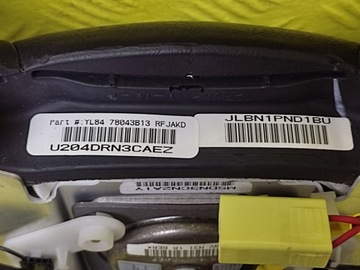 Part #:YL84 78043B13 RFJAKD
JLBN1PND1BU
U204DRN3CAEZ